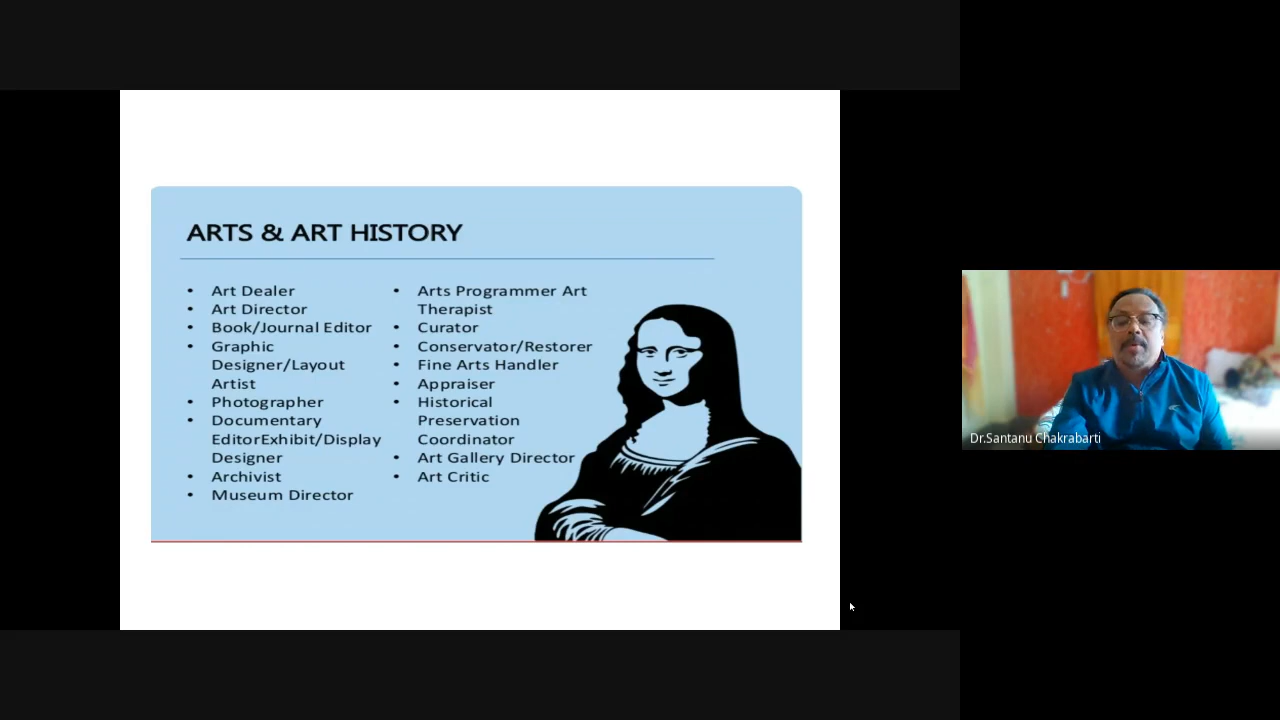 ARTS & ART HISTORY
• Art Dealer
• Art Director
• Book/Journal Editor
• Graphic
Designer/Layout
Artist
• Photographer
• Documentary
EditorExhibit/Display
Designer
• Archivist
• Museum Director
• Arts Programmer Art
Therapist
• Curator
• Conservator/Restorer
• Fine Arts Handler
• Appraiser
• Historical
Preservation
Coordinator
• Art Gallery Director
• Art Critic
Dr.Santanu Chakrabarti